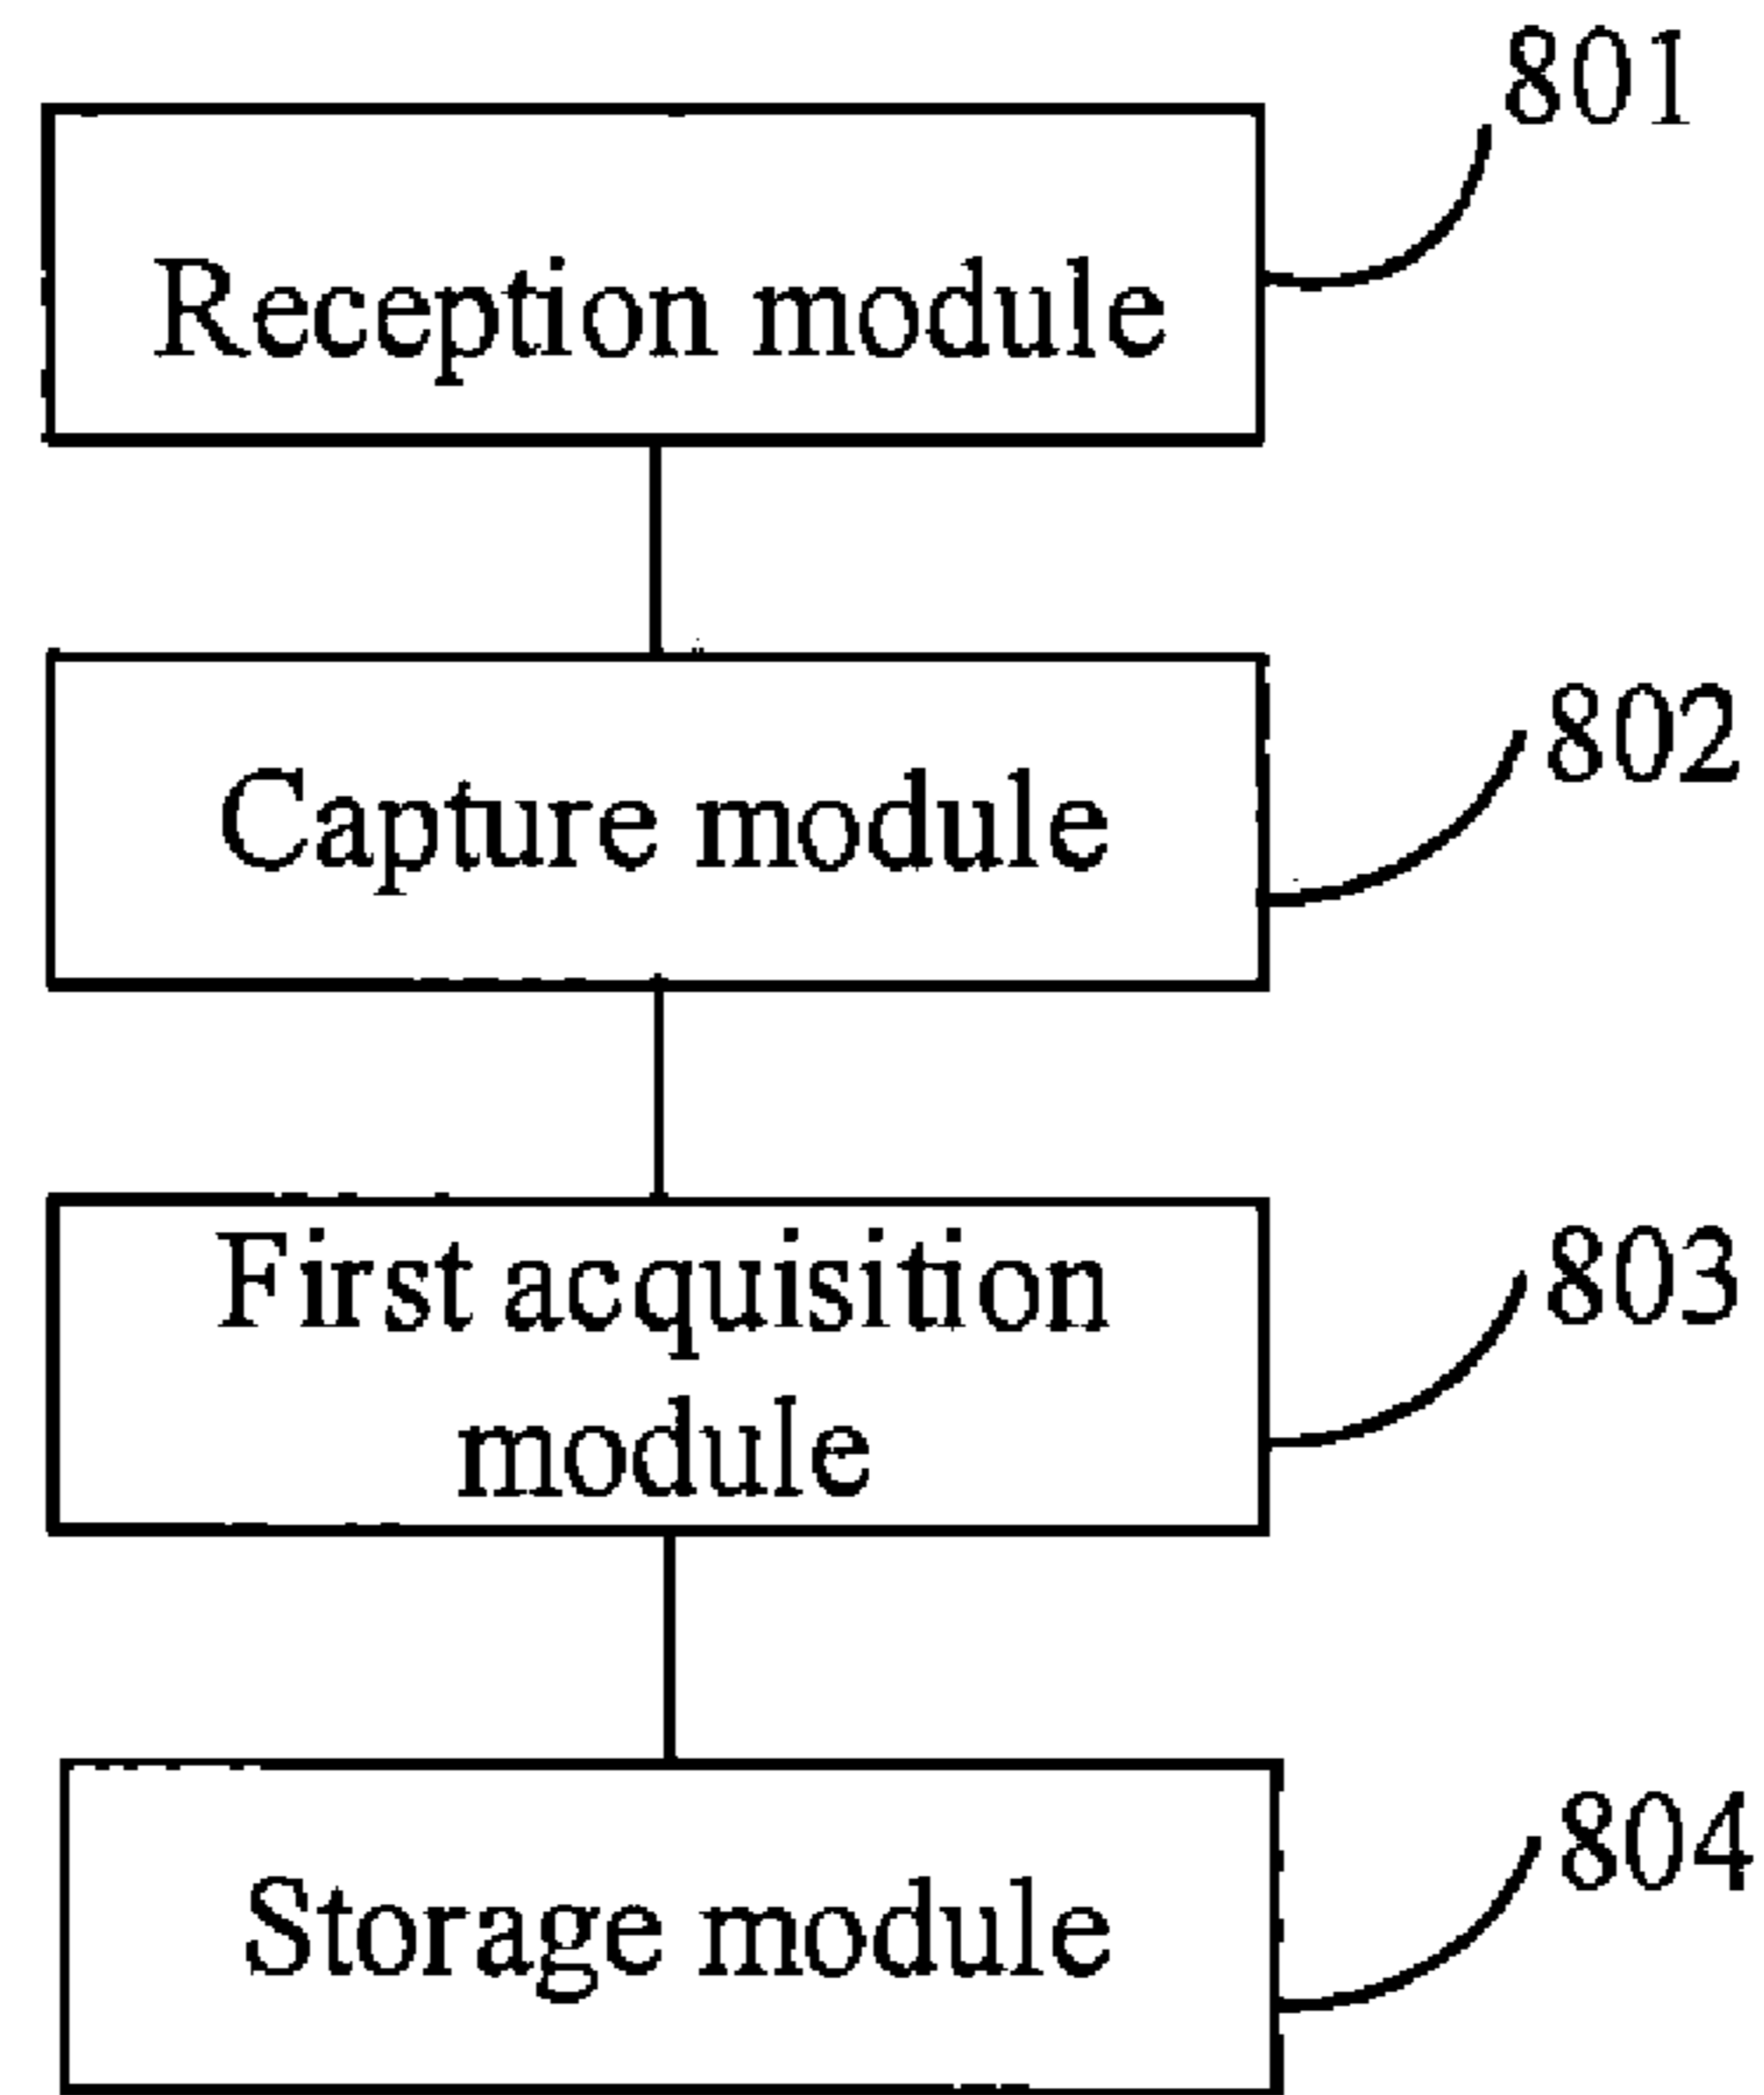 801
Reception module
802
Capture module
803
First acquisition
module
804
Storage module